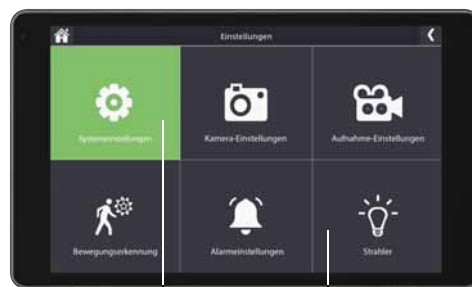 Einstellungen
Systemeinstellungen
Kamera-Einstellungen
Aufnahme-Einstellungen
Bewegungserkennung
Alarmeinstellungen
Strahler